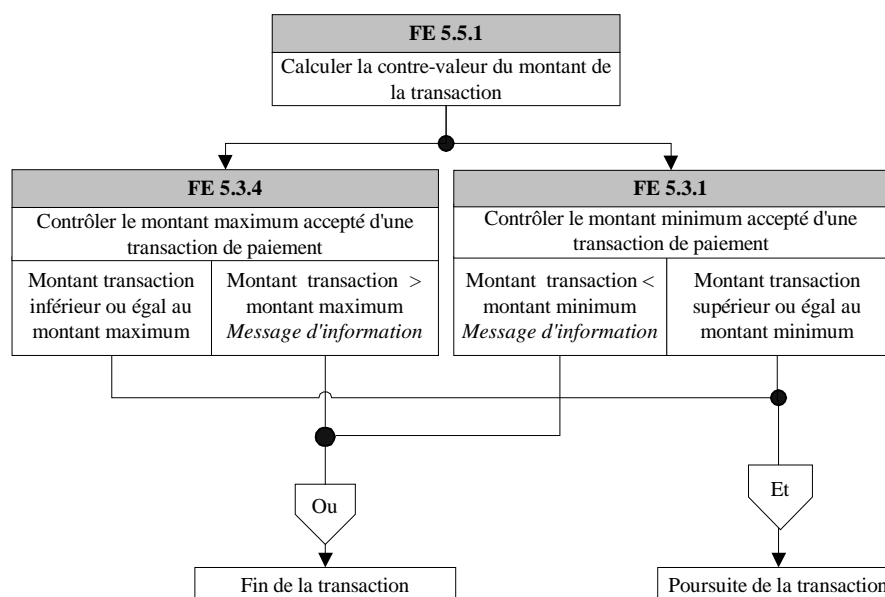 FE 5.5.1
Calculer la contre-valeur du montant de
la transaction
FE 5.3.4
Contrôler le montant maximum accepté d'une
transaction de paiement
Montant transaction
inférieur ou égal au
montant maximum
Montant transaction >
montant maximum
Message d'information
FE 5.3.1
Contrôler le montant minimum accepté d'une
transaction de paiement
Montant transaction <
montant minimum
Message d'information
Montant transaction
supérieur ou égal au
montant minimum
Ou
Et
Fin de la transaction
Poursuite de la transaction